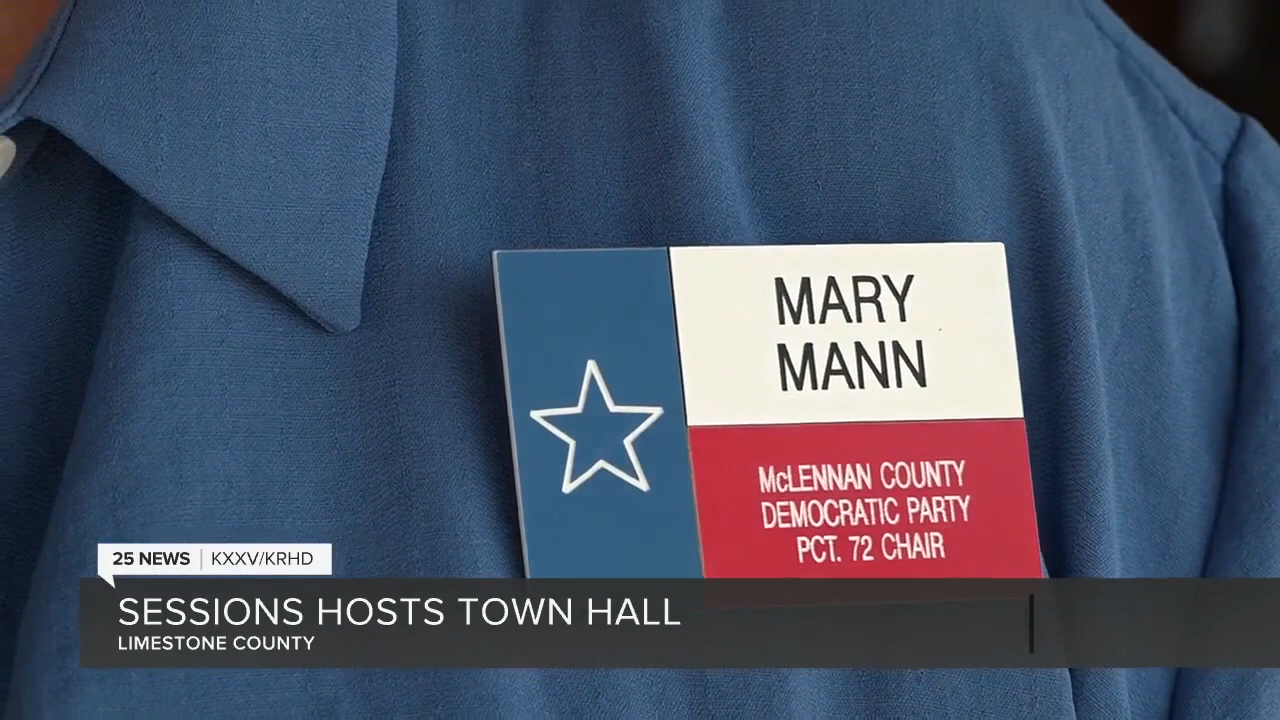 MARY
MANN
McLENNAN COUNTY
DEMOCRATIC PARTY
PCT. 72 CHAIR
25 NEWS | KXXV/KRHD
SESSIONS HOSTS TOWN HALL
LIMESTONE COUNTY